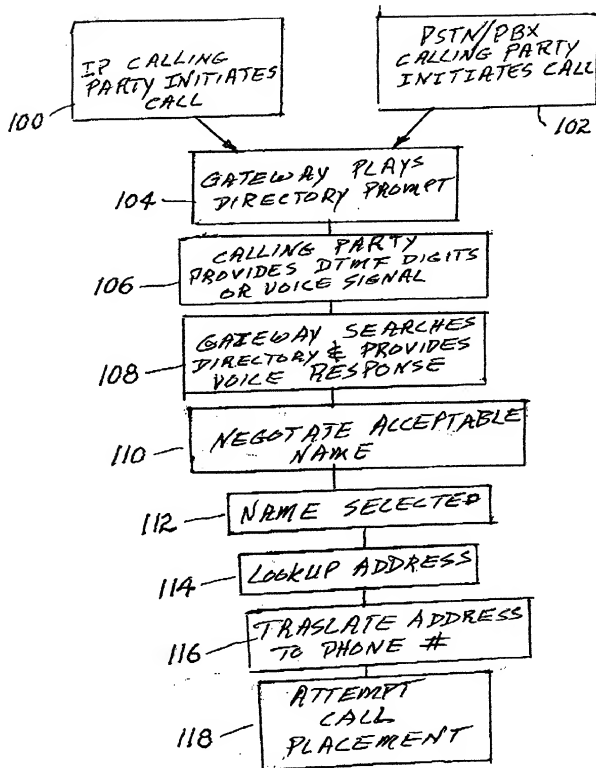 IP CALLING
PARTY INITIATES
CALL
100
PSTN/PBX
CALLING PARTY
INITIATES CALL
102
GATEWAY PLAYS
DIRECTORY PROMPT
104
CALLING PARTY
PROVIDES DTMF DIGITS
OR VOICE SIGNAL
106
GATEWAY SEARCHES
DIRECTORY & PROVIDES
VOICE RESPONSE
108
NEGOTATE ACCEPTABLE
NAME
110
NAME SELECTED
112
LOOKUP ADDRESS
114
TRASLATE ADDRESS
TO PHONE #
116
ATTEMPT
CALL
PLACEMENT
118